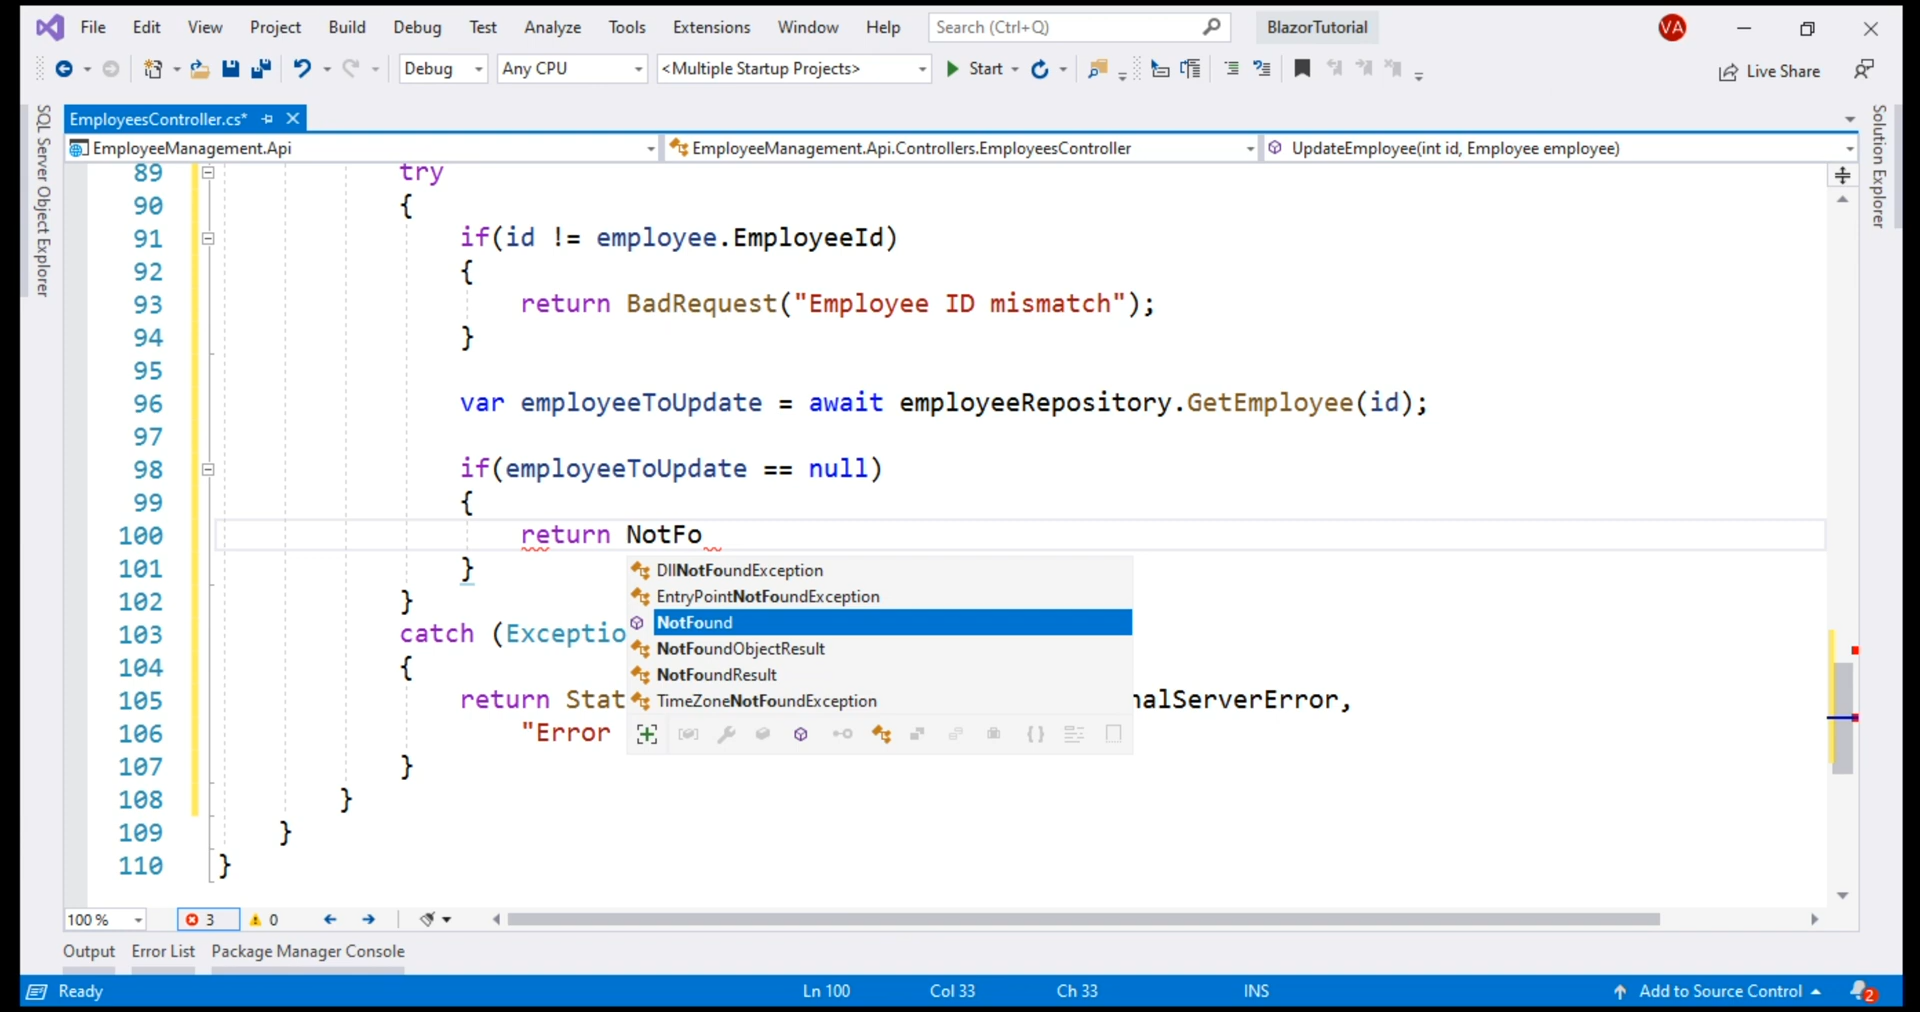 File Edit View Project Build Debug Test Analyze Tools Extensions Window Help Search (Ctrl+Q) BlazorTutorial VA
Debug Any CPU <Multiple Startup Projects> Start Live Share
SQL Server Object Explorer
Solution Explorer
EmployeesController.cs*
EmployeeManagement.Api EmployeeManagement.Api.Controllers.EmployeesController UpdateEmployee(int id, Employee employee)
89 try
90 {
91 if(id != employee.EmployeeId)
92 {
93 return BadRequest("Employee ID mismatch");
94 }
95
96 var employeeToUpdate = await employeeRepository.GetEmployee(id);
97
98 if(employeeToUpdate == null)
99 {
100 return NotFo
101 }
DllNotFoundException
EntryPointNotFoundException
NotFound
NotFoundObjectResult
NotFoundResult
TimeZoneNotFoundException
102 }
103 catch (Exceptio
104 {
105 return Stat nalServerError,
106 "Error
107 }
108 }
109 }
110 }
100 % 3 0
Output Error List Package Manager Console
Ready Ln 100 Col 33 Ch 33 INS Add to Source Control 2